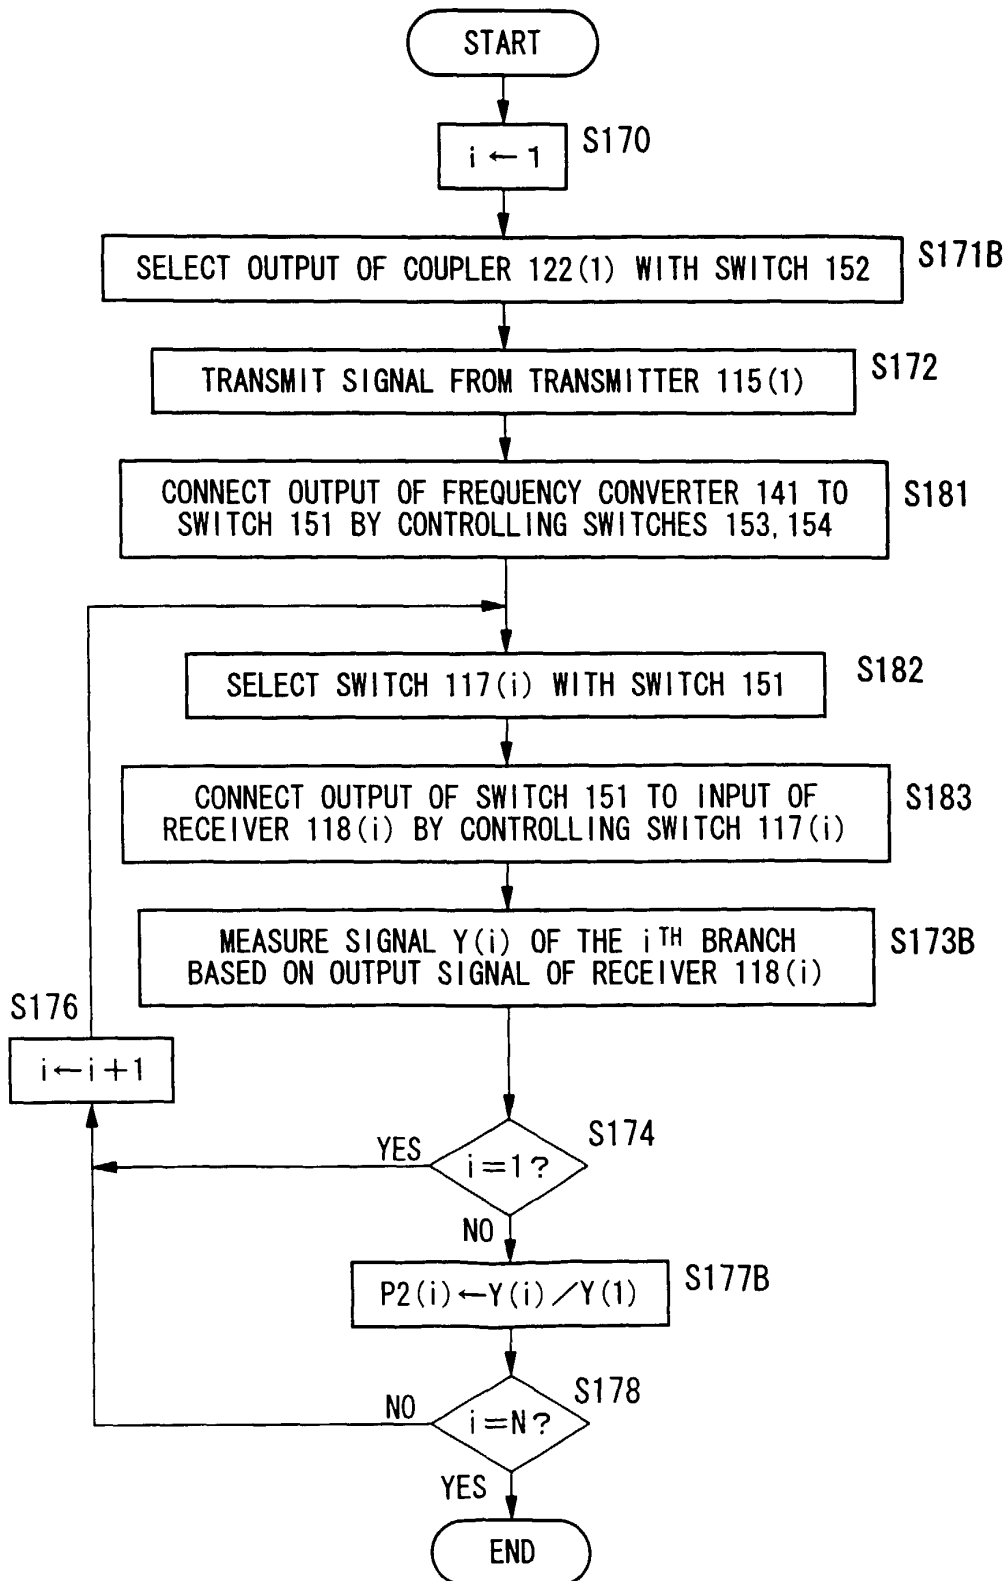 START
i ← 1
S170
SELECT OUTPUT OF COUPLER 122(1) WITH SWITCH 152
S171B
TRANSMIT SIGNAL FROM TRANSMITTER 115(1)
S172
CONNECT OUTPUT OF FREQUENCY CONVERTER 141 TO
SWITCH 151 BY CONTROLLING SWITCHES 153, 154
S181
SELECT SWITCH 117(i) WITH SWITCH 151
S182
CONNECT OUTPUT OF SWITCH 151 TO INPUT OF
RECEIVER 118(i) BY CONTROLLING SWITCH 117(i)
S183
MEASURE SIGNAL Y(i) OF THE iTH BRANCH
BASED ON OUTPUT SIGNAL OF RECEIVER 118(i)
S173B
S176
i←i+1
S174
YES
i=1?
NO
P2(i)←Y(i)／Y(1)
S177B
S178
NO
i=N?
YES
END